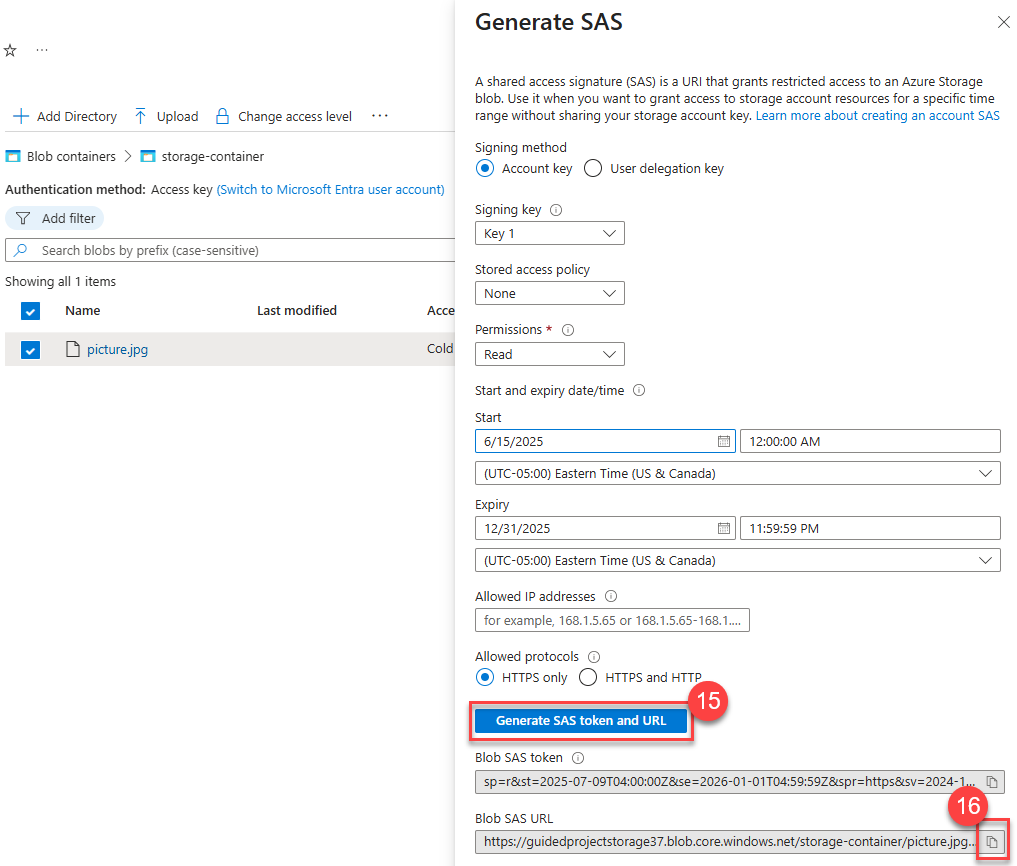 Generate SAS
...
A shared access signature (SAS) is a URI that grants restricted access to an Azure Storage
blob. Use it when you want to grant access to storage account resources for a specific time
range without sharing your storage account key. Learn more about creating an account SAS
Add Directory
Upload
Change access level
...
Blob containers > storage-container
Authentication method: Access key (Switch to Microsoft Entra user account)
Add filter
Search blobs by prefix (case-sensitive)
Showing all 1 items
Name
Last modified
Acce
picture.jpg
Cold
Signing method
Account key
User delegation key
Signing key
Key 1
Stored access policy
None
Permissions *
Read
Start and expiry date/time
Start
6/15/2025
12:00:00 AM
(UTC-05:00) Eastern Time (US & Canada)
Expiry
12/31/2025
11:59:59 PM
(UTC-05:00) Eastern Time (US & Canada)
Allowed IP addresses
for example, 168.1.5.65 or 168.1.5.65-168.1....
Allowed protocols
HTTPS only
HTTPS and HTTP
Generate SAS token and URL
15
Blob SAS token
sp=r&st=2025-07-09T04:00:00Z&se=2026-01-01T04:59:59Z&spr=https&sv=2024-1...
16
Blob SAS URL
https://guidedprojectstorage37.blob.core.windows.net/storage-container/picture.jpg...